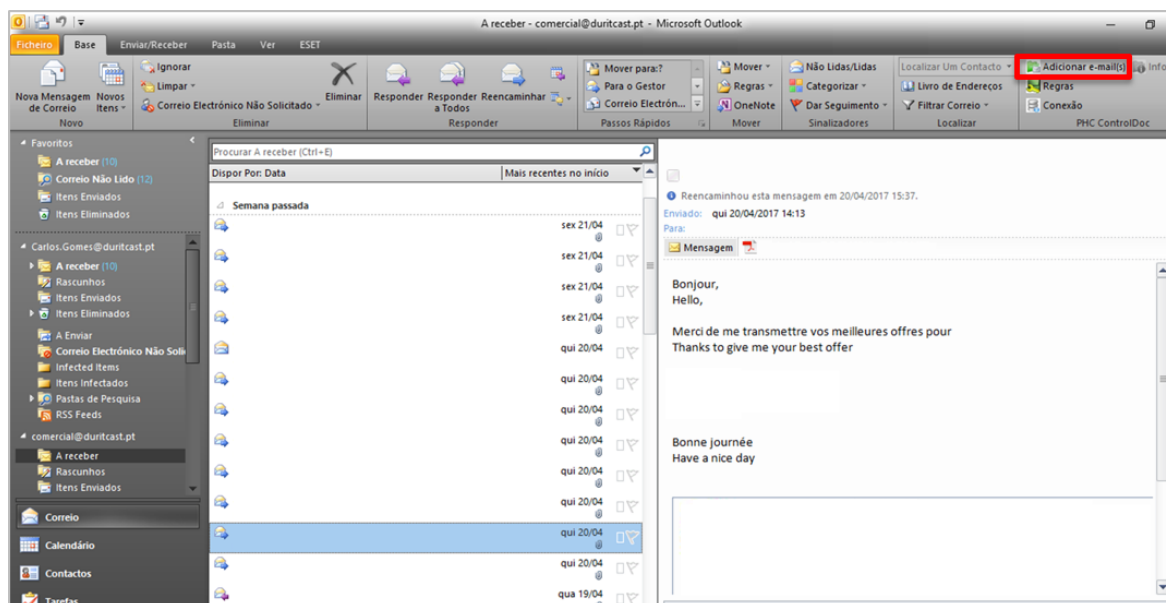 A receber - comercial@duritcast.pt - Microsoft Outlook
Ficheiro Base Enviar/Receber Pasta Ver ESET
Nova Mensagem de Correio
Novos Itens
Novo
Ignorar
Limpar
Correio Electrónico Não Solicitado
Eliminar
Eliminar
Responder
Responder a Todos
Reencaminhar
Responder
Mover para:?
Para o Gestor
Correio Electrón...
Passos Rápidos
Mover
Regras
OneNote
Mover
Não Lidas/Lidas
Categorizar
Dar Seguimento
Sinalizadores
Localizar Um Contacto
Livro de Endereços
Filtrar Correio
Localizar
Adicionar e-mail(s)
Info
Regras
Conexão
PHC ControlDoc
Favoritos
A receber (10)
Correio Não Lido (12)
Itens Enviados
Itens Eliminados
Carlos.Gomes@duritcast.pt
A receber (10)
Rascunhos
Itens Enviados
Itens Eliminados
A Enviar
Correio Electrónico Não Soli
Infected Items
Itens Infectados
Pastas de Pesquisa
RSS Feeds
comercial@duritcast.pt
A receber
Rascunhos
Itens Enviados
Correio
Calendário
Contactos
Tarefas
Procurar A receber (Ctrl+E)
Dispor Por: Data Mais recentes no início
Semana passada
sex 21/04
sex 21/04
sex 21/04
sex 21/04
qui 20/04
qui 20/04
qui 20/04
qui 20/04
qui 20/04
qui 20/04
qui 20/04
qui 20/04
qua 19/04
Reencaminhou esta mensagem em 20/04/2017 15:37.
Enviado: qui 20/04/2017 14:13
Para:
Mensagem
Bonjour,
Hello,
Merci de me transmettre vos meilleures offres pour
Thanks to give me your best offer
Bonne journée
Have a nice day